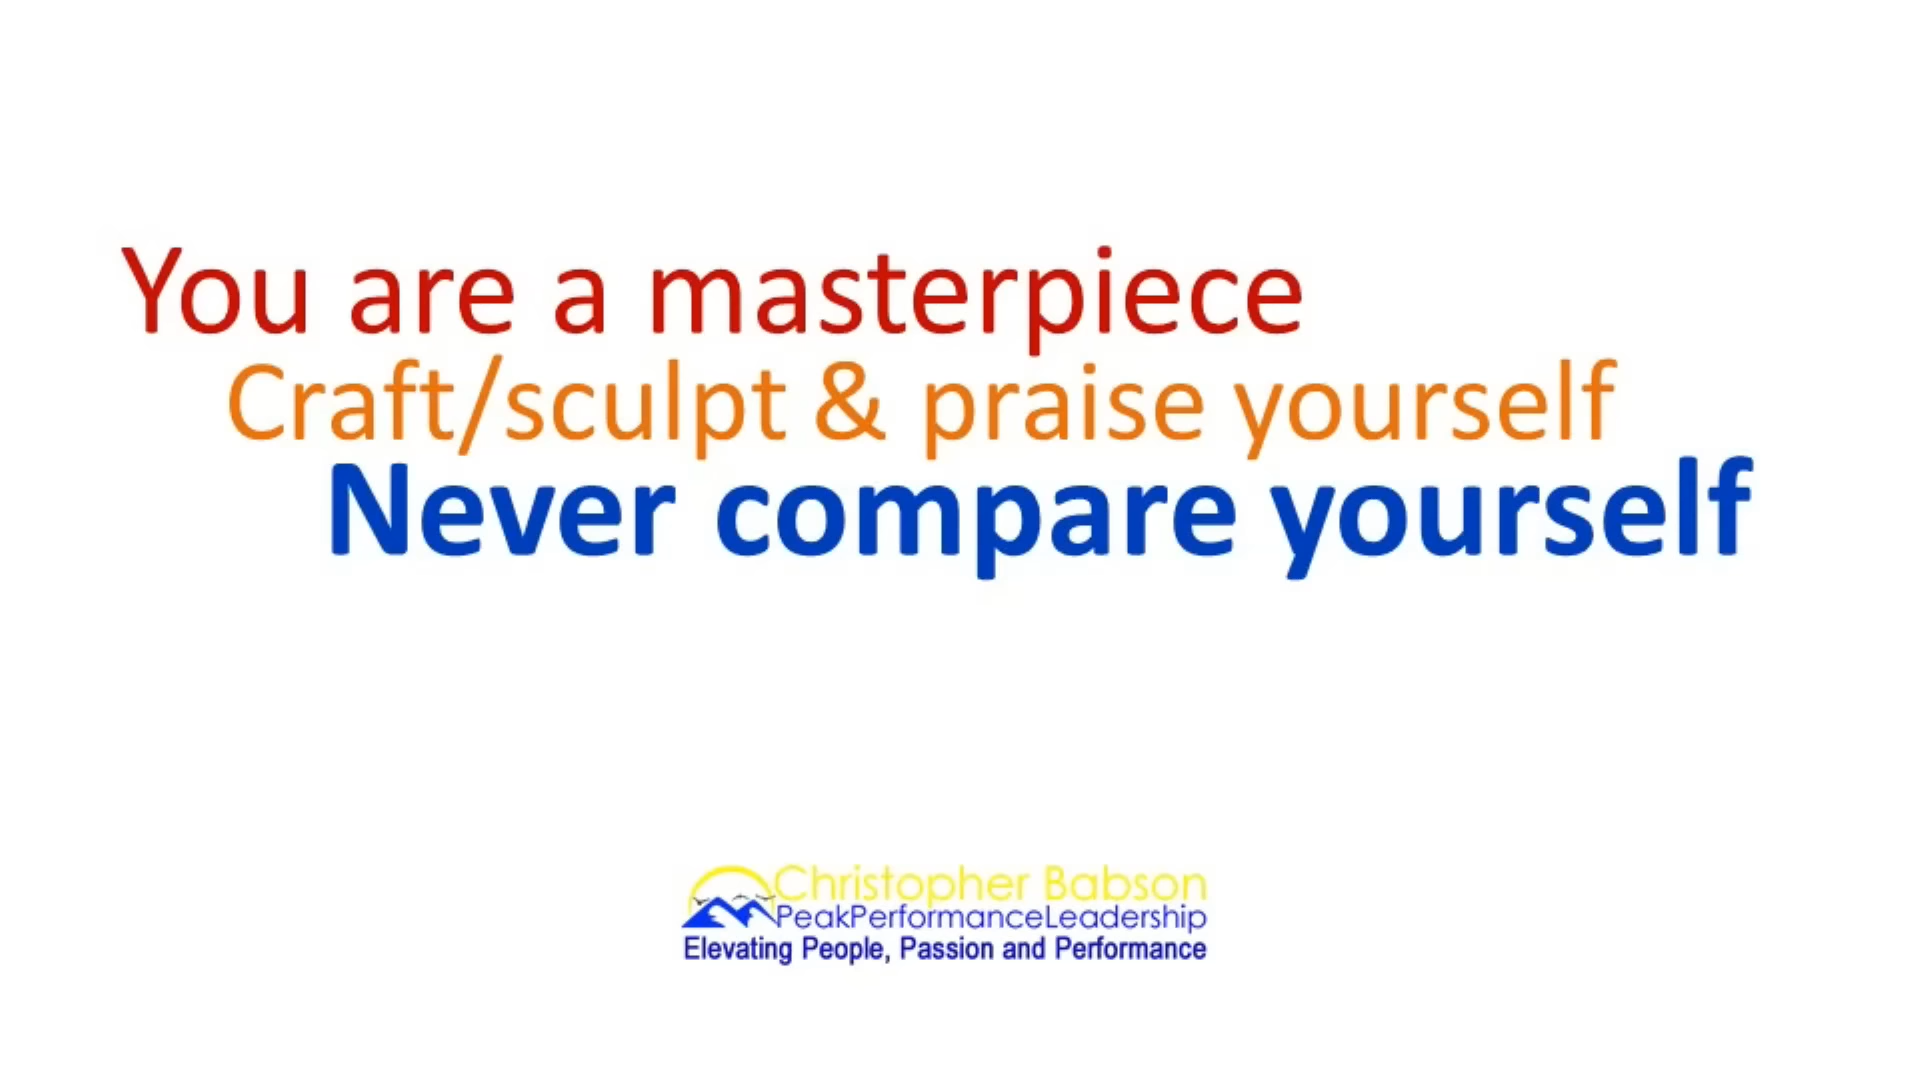 You are a masterpiece
Craft/sculpt & praise yourself
Never compare yourself
Christopher Babson
PeakPerformanceLeadership
Elevating People, Passion and Performance